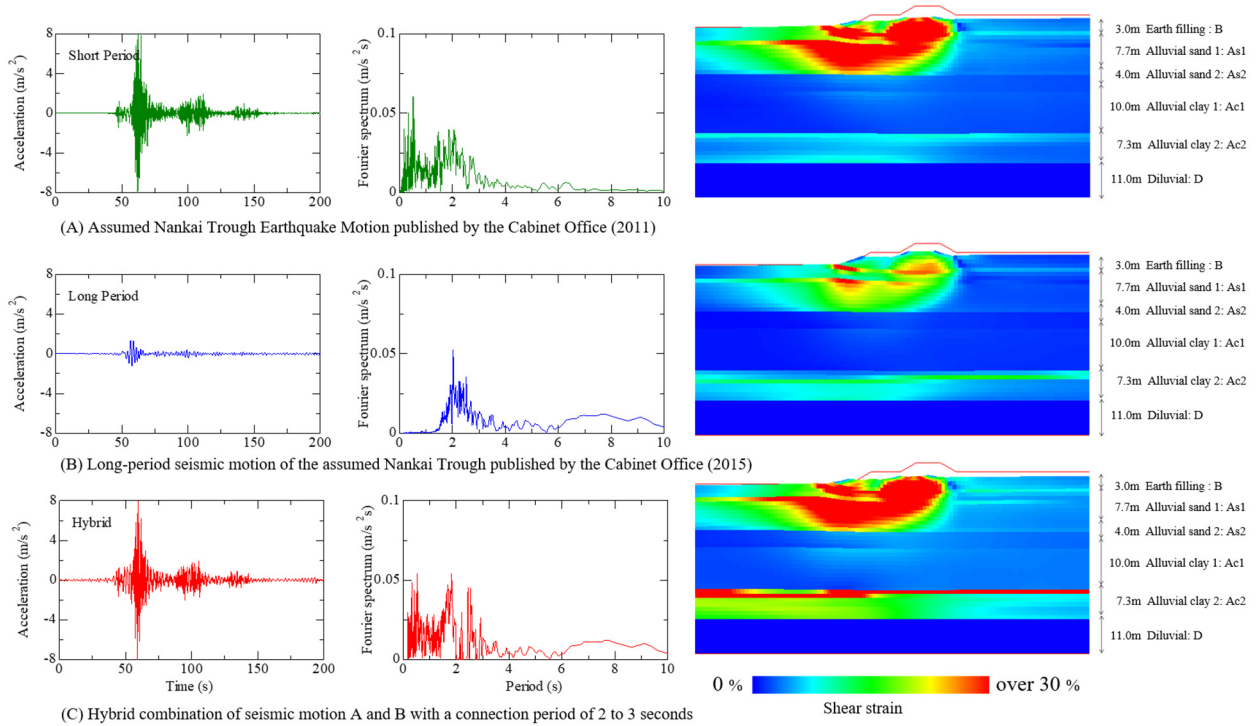 Short Period
Acceleration (m/s²)
8
4
0
-4
-8
0 50 100 150 200
Fourier spectrum (m/s²s)
0.1
0.05
0
0 2 4 6 8 10
3.0m Earth filling : B
7.7m Alluvial sand 1: As1
4.0m Alluvial sand 2: As2
10.0m Alluvial clay 1: Ac1
7.3m Alluvial clay 2: Ac2
11.0m Diluvial: D
(A) Assumed Nankai Trough Earthquake Motion published by the Cabinet Office (2011)
Long Period
Acceleration (m/s²)
8
4
0
-4
-8
0 50 100 150 200
Fourier spectrum (m/s²s)
0.1
0.05
0
0 2 4 6 8 10
3.0m Earth filling : B
7.7m Alluvial sand 1: As1
4.0m Alluvial sand 2: As2
10.0m Alluvial clay 1: Ac1
7.3m Alluvial clay 2: Ac2
11.0m Diluvial: D
(B) Long-period seismic motion of the assumed Nankai Trough published by the Cabinet Office (2015)
Hybrid
Acceleration (m/s²)
8
4
0
-4
-8
0 50 100 150 200
Time (s)
Fourier spectrum (m/s²s)
0.1
0.05
0
0 2 4 6 8 10
Period (s)
3.0m Earth filling : B
7.7m Alluvial sand 1: As1
4.0m Alluvial sand 2: As2
10.0m Alluvial clay 1: Ac1
7.3m Alluvial clay 2: Ac2
11.0m Diluvial: D
0 % over 30 %
Shear strain
(C) Hybrid combination of seismic motion A and B with a connection period of 2 to 3 seconds